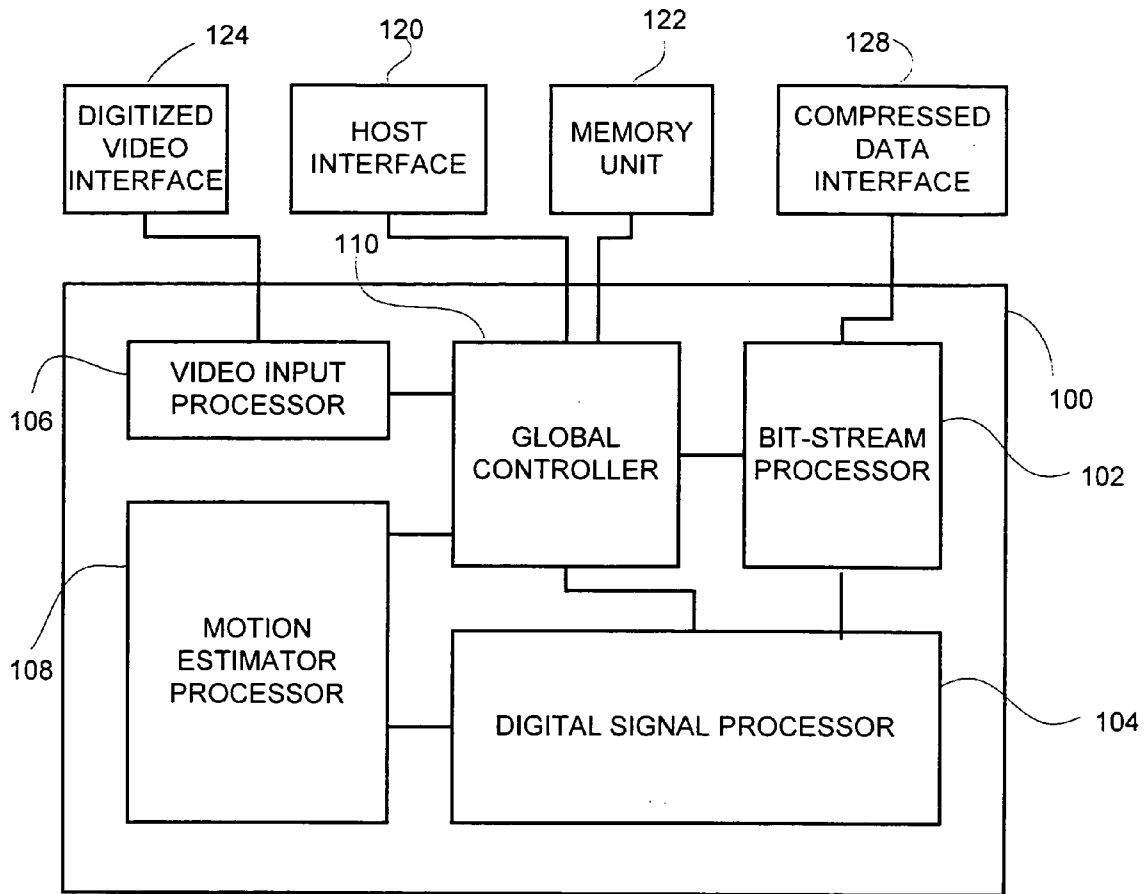 124
120
122
128
DIGITIZED
VIDEO
INTERFACE
HOST
INTERFACE
MEMORY
UNIT
COMPRESSED
DATA
INTERFACE
110
VIDEO INPUT
PROCESSOR
106
GLOBAL
CONTROLLER
BIT-STREAM
PROCESSOR
100
102
MOTION
ESTIMATOR
PROCESSOR
108
DIGITAL SIGNAL PROCESSOR
104